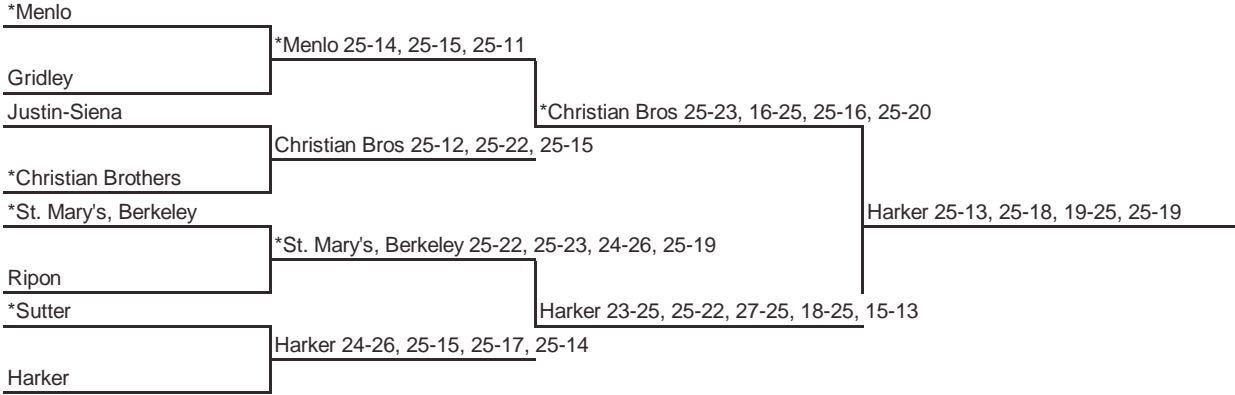 *Menlo
*Menlo 25-14, 25-15, 25-11
Gridley
Justin-Siena
*Christian Bros 25-23, 16-25, 25-16, 25-20
Christian Bros 25-12, 25-22, 25-15
*Christian Brothers
*St. Mary's, Berkeley
Harker 25-13, 25-18, 19-25, 25-19
*St. Mary's, Berkeley 25-22, 25-23, 24-26, 25-19
Ripon
*Sutter
Harker 23-25, 25-22, 27-25, 18-25, 15-13
Harker 24-26, 25-15, 25-17, 25-14
Harker